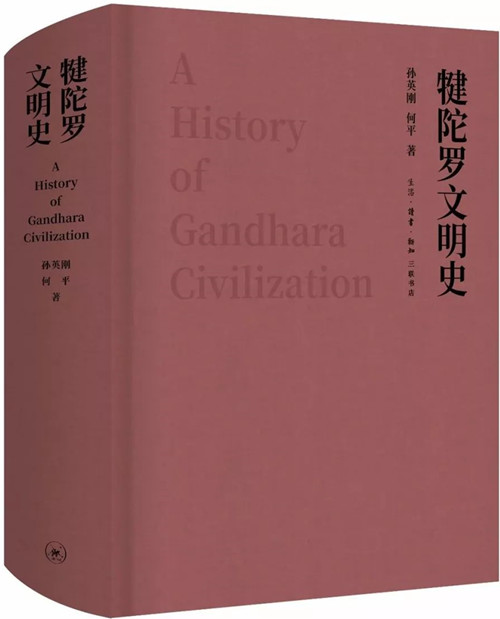 犍陀罗
文明史
A
History
of
Gandhara
Civilization
孙英刚
何 平
著
A
History
of
Gandhara
Civilization
犍陀罗文明史
孙英刚 何平 著
生活·讀書·新知 三联书店